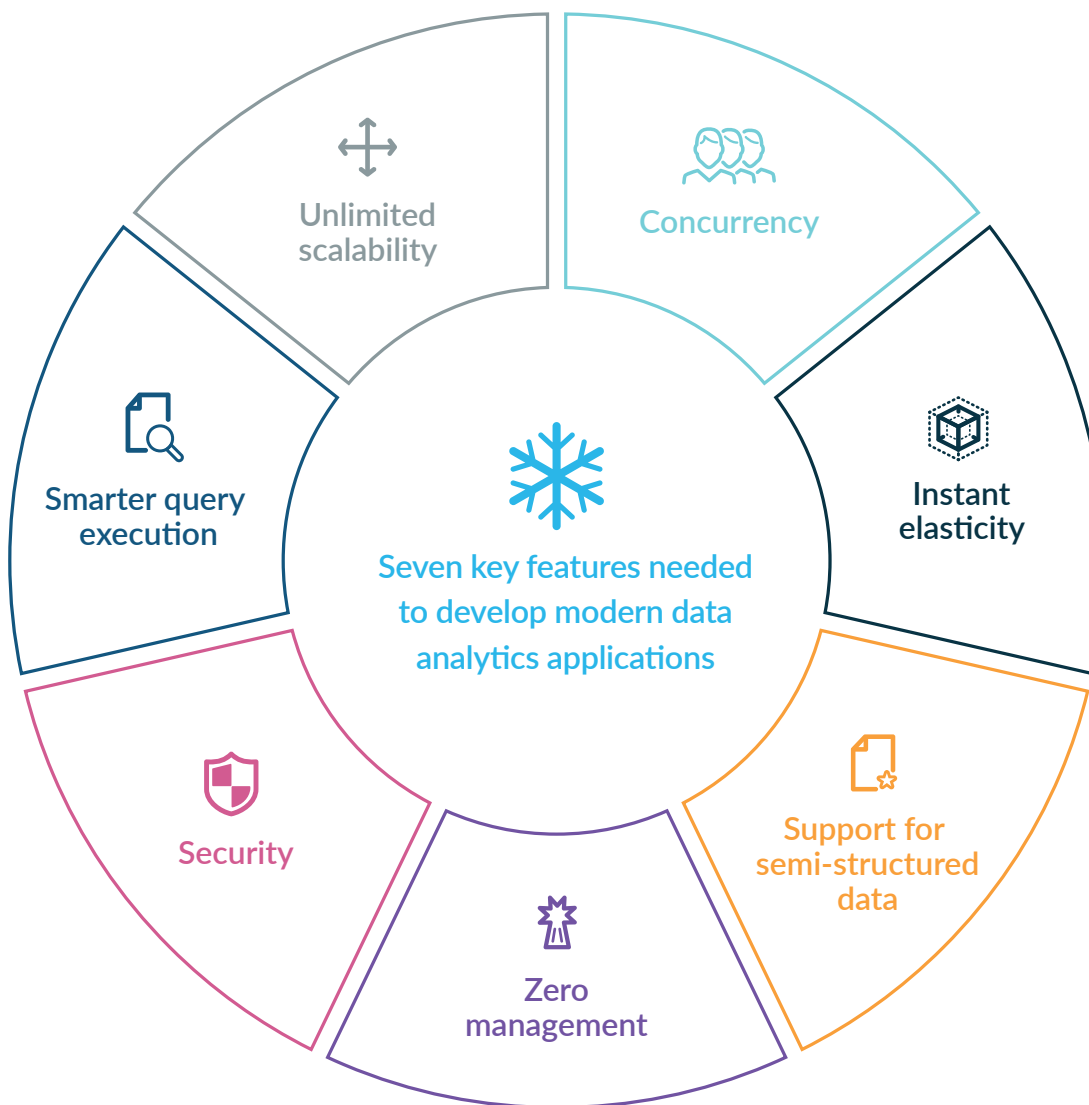 Unlimited
scalability
Concurrency
Smarter query
execution
Instant
elasticity
Seven key features needed
to develop modern data
analytics applications
Security
Support for
semi-structured
data
Zero
management